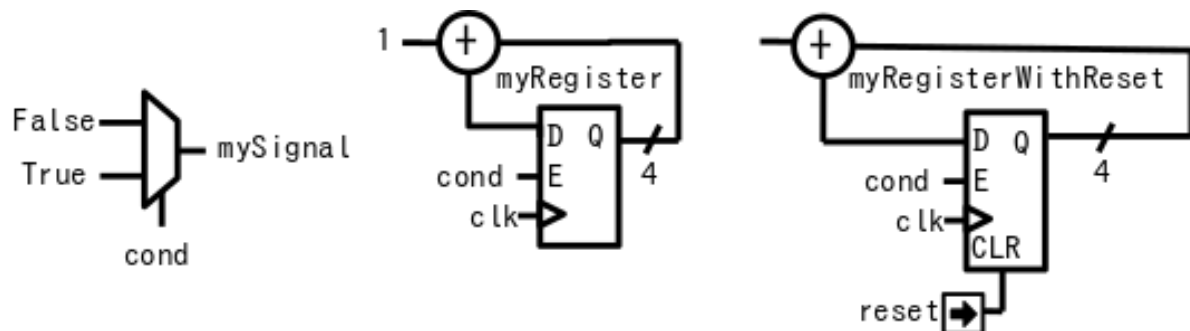 False
True
mySignal
cond
1
myRegister
D Q
4
cond
E
clk
myRegisterWithReset
D Q
4
cond
E
clk
CLR
reset